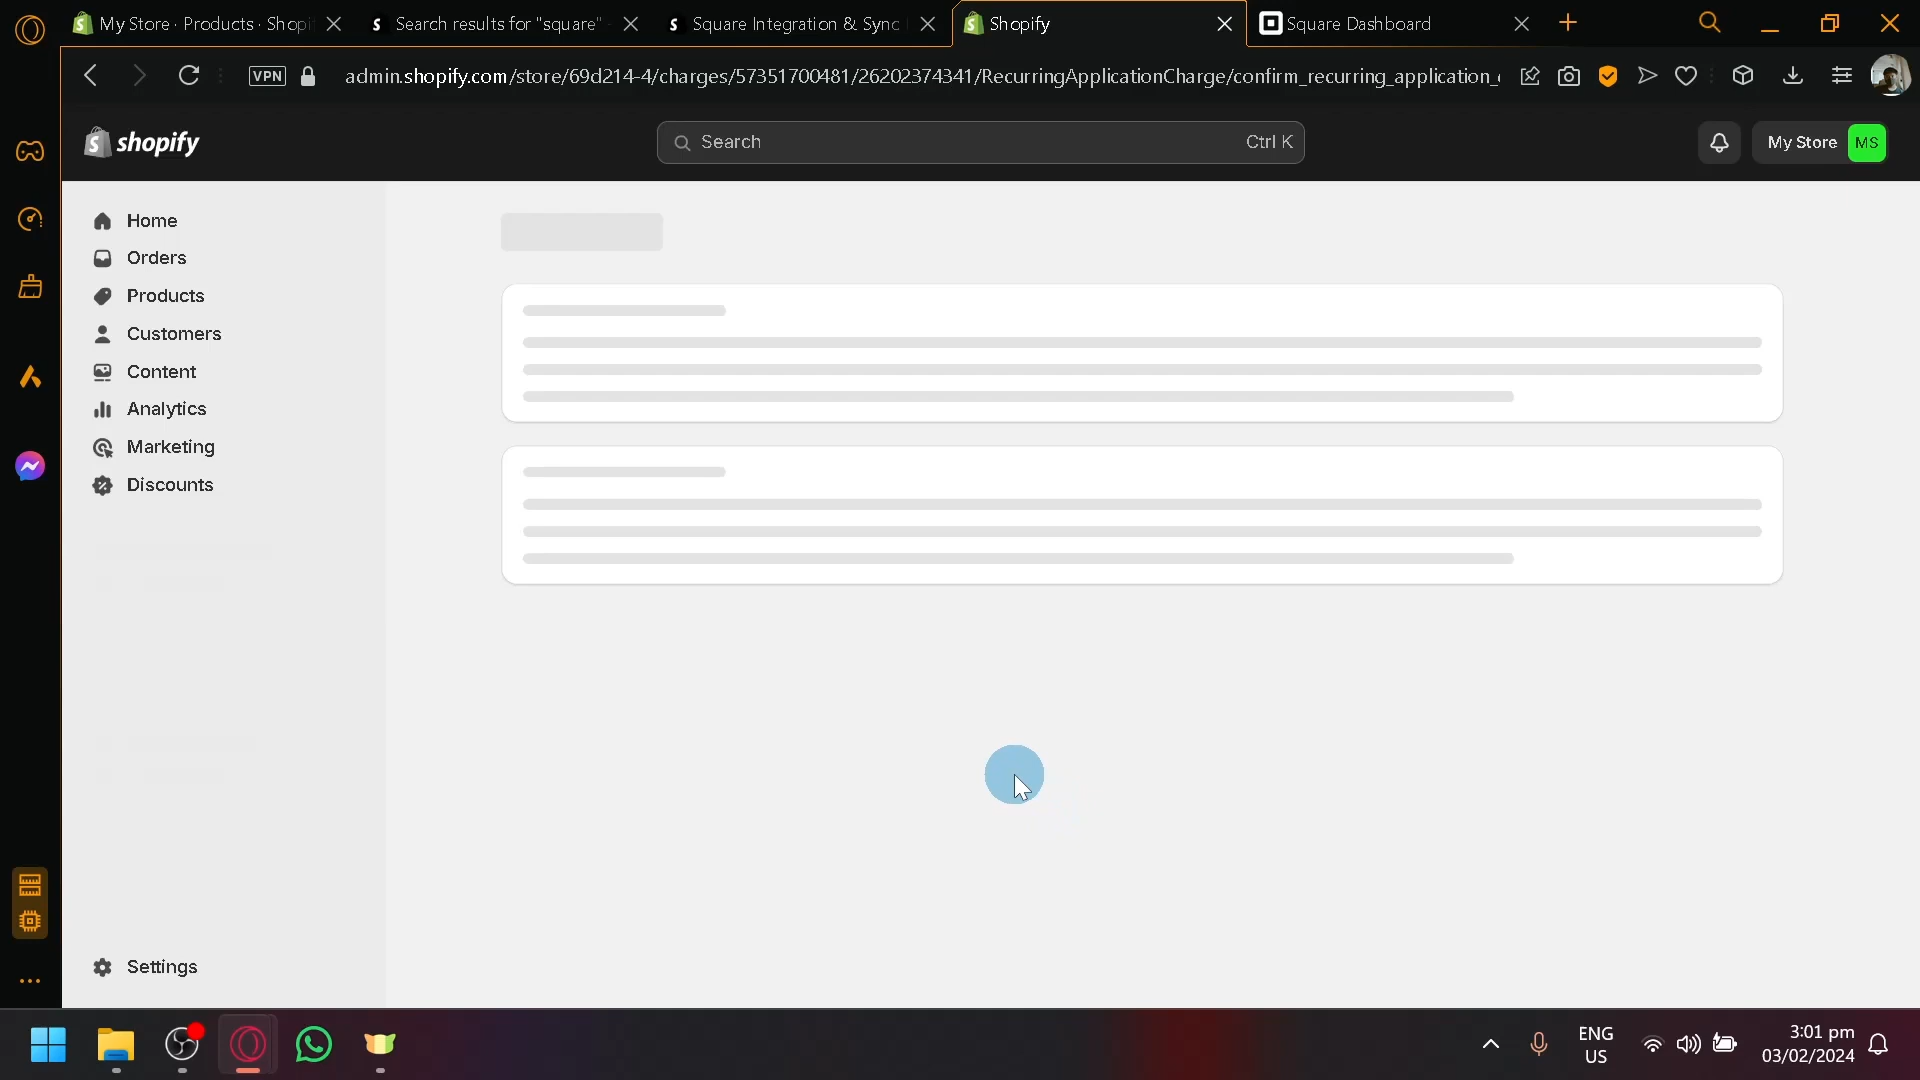 My Store · Products · Shopi
Search results for "square" -
Square Integration & Sync
Shopify
Square Dashboard
VPN
admin.shopify.com/store/69d214-4/charges/57351700481/26202374341/RecurringApplicationCharge/confirm_recurring_application_
shopify
Search
Ctrl K
My Store
MS
Home
Orders
Products
Customers
Content
Analytics
Marketing
Discounts
Settings
ENG
US
3:01 pm
03/02/2024